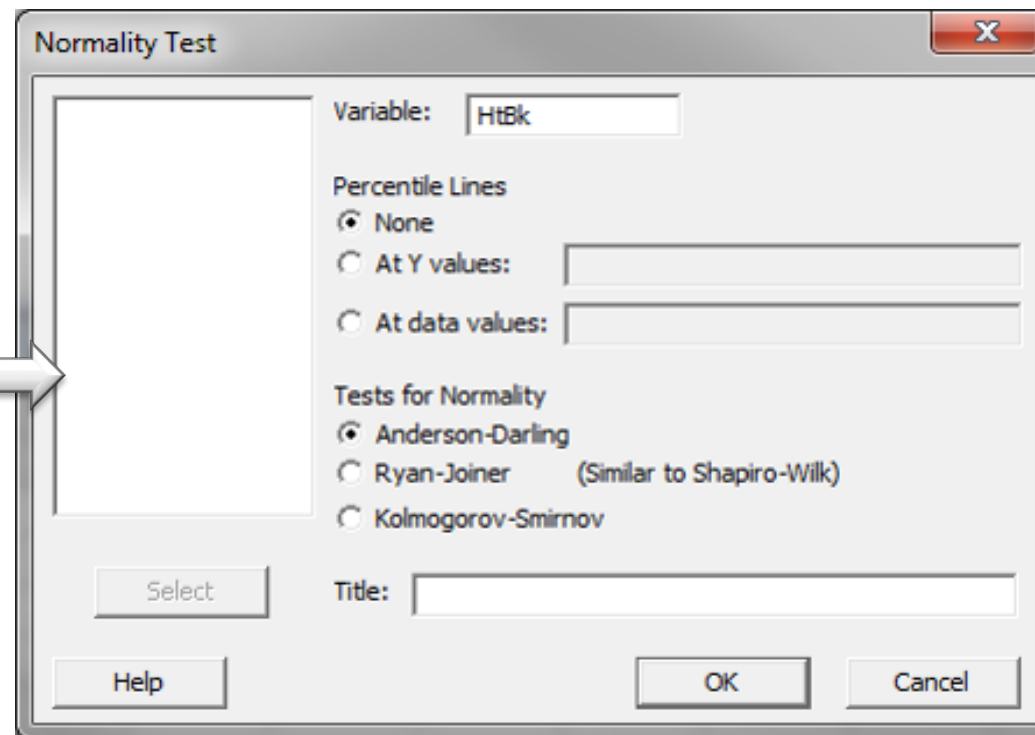 Normality Test
Variable: HtBk
Percentile Lines
None
At Y values:
At data values:
Tests for Normality
Anderson-Darling
Ryan-Joiner (Similar to Shapiro-Wilk)
Kolmogorov-Smirnov
Select
Title:
Help
OK
Cancel